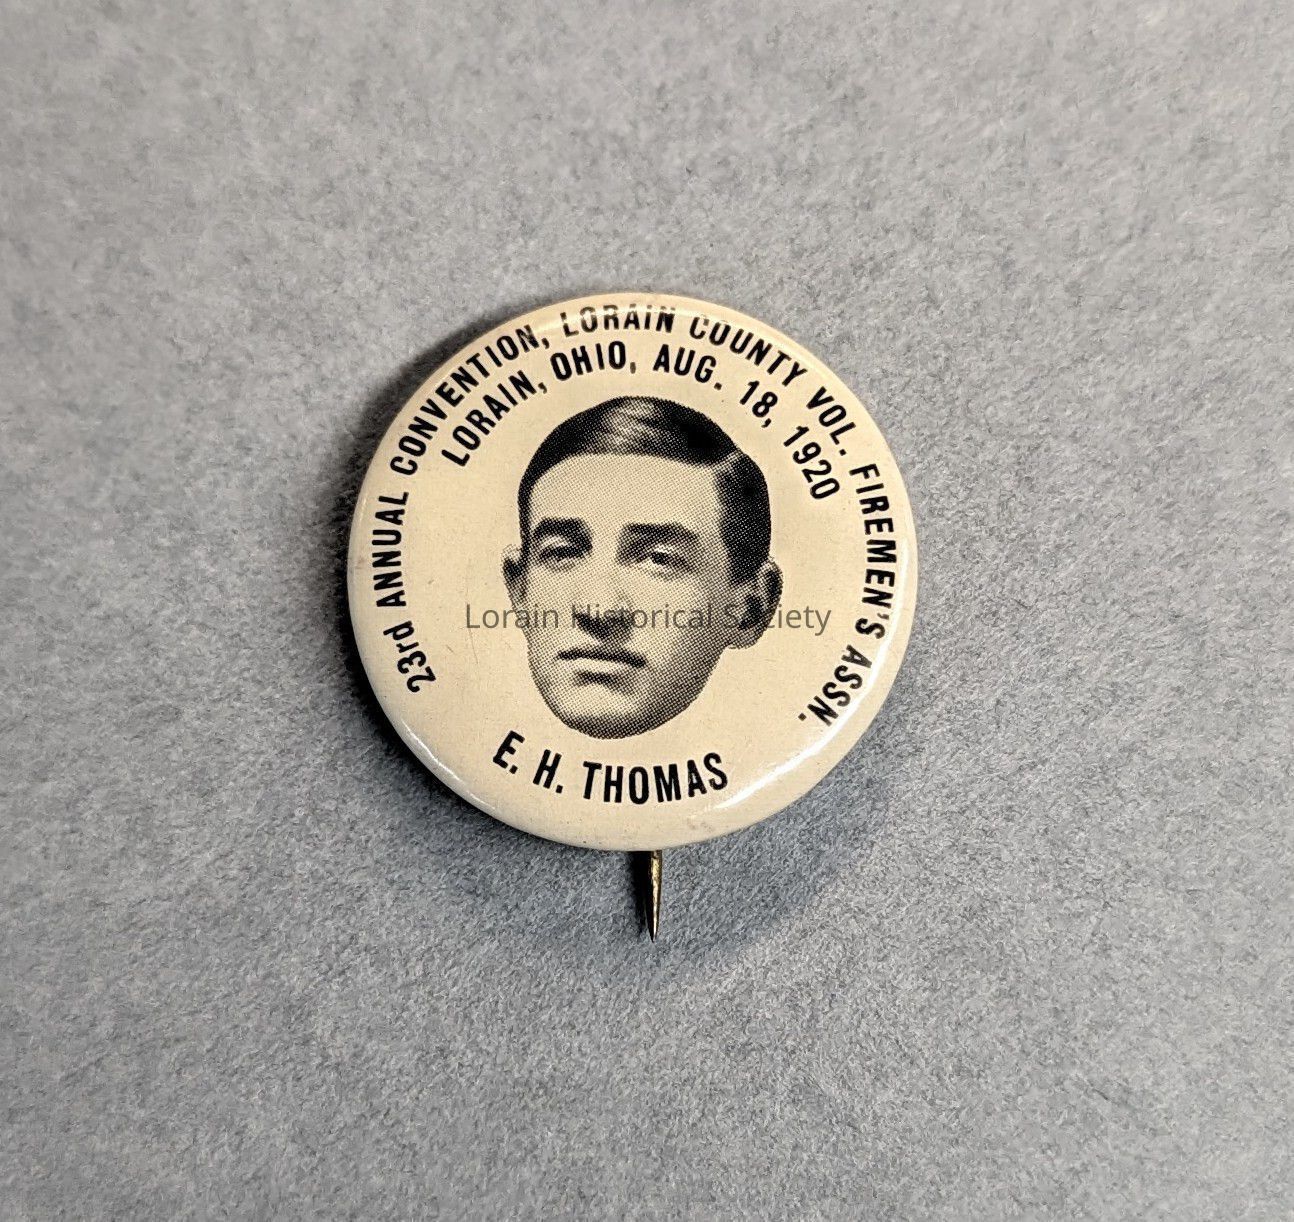 23rd ANNUAL CONVENTION, LORAIN COUNTY VOL. FIREMEN'S ASSN.
LORAIN, OHIO, AUG. 18, 1920
Lorain Historical Society
E. H. THOMAS